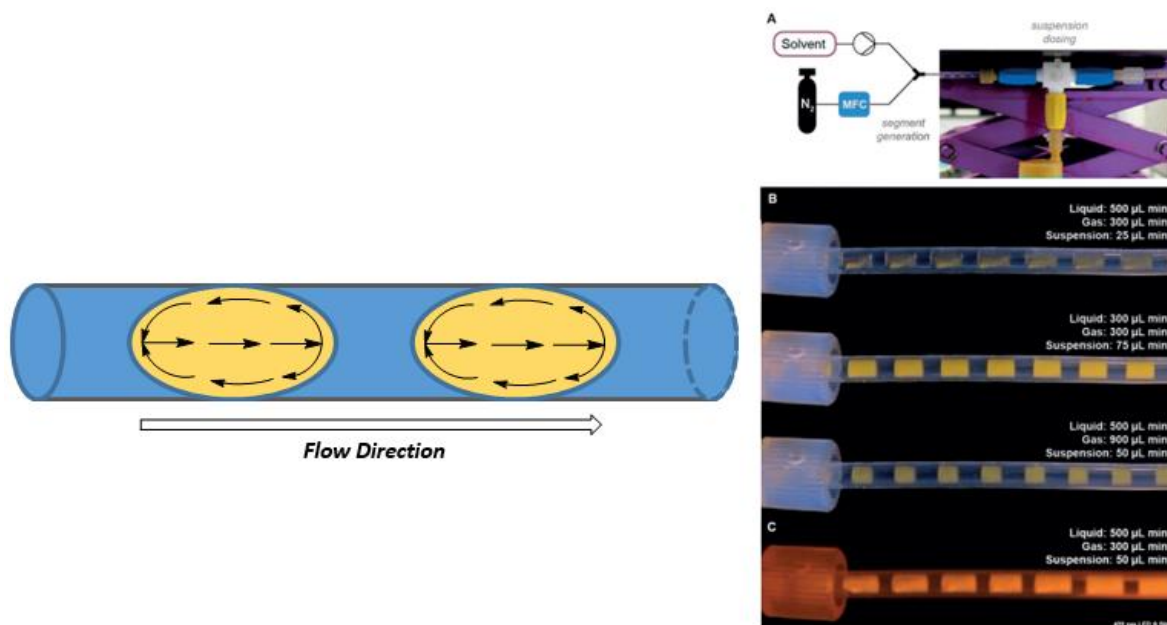 Flow Direction
A
suspension
dosing
Solvent
N2
MFC
segment
generation
B
Liquid: 500 µL min
Gas: 300 µL min
Suspension: 25 µL min
Liquid: 300 µL min
Gas: 300 µL min
Suspension: 75 µL min
Liquid: 500 µL min
Gas: 900 µL min
Suspension: 50 µL min
C
Liquid: 500 µL min
Gas: 300 µL min
Suspension: 50 µL min